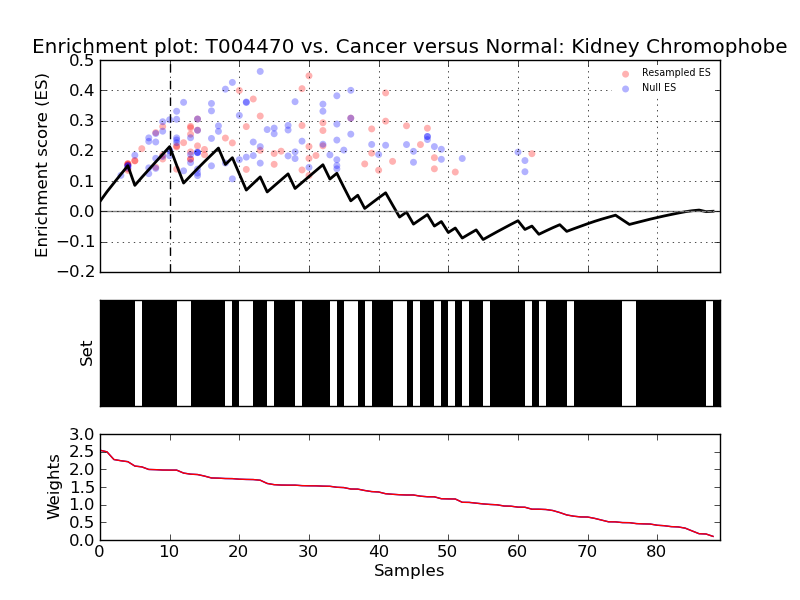 Enrichment plot: T004470 vs. Cancer versus Normal: Kidney Chromophobe
Enrichment score (ES)
0.5
0.4
0.3
0.2
0.1
0.0
−0.1
−0.2
Resampled ES
Null ES
Set
Weights
3.0
2.5
2.0
1.5
1.0
0.5
0.0
0 10 20 30 40 50 60 70 80
Samples